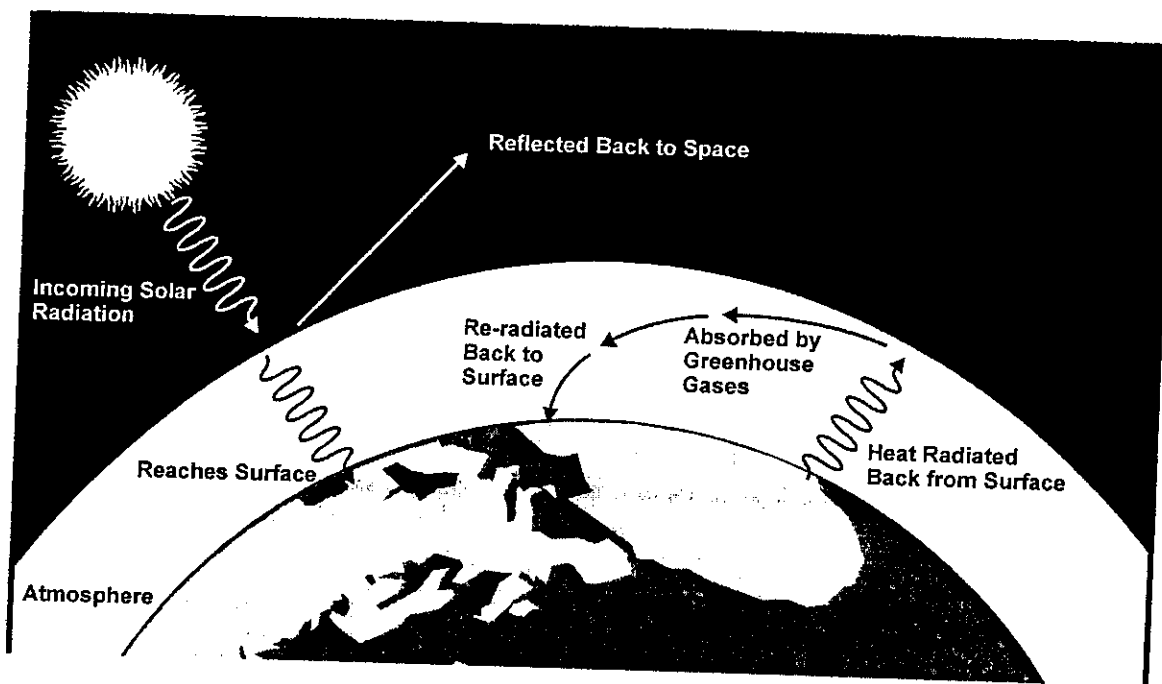 Reflected Back to Space
Incoming Solar
Radiation
Re-radiated
Back to
Surface
Absorbed by
Greenhouse
Gases
Reaches Surface
Heat Radiated
Back from Surface
Atmosphere